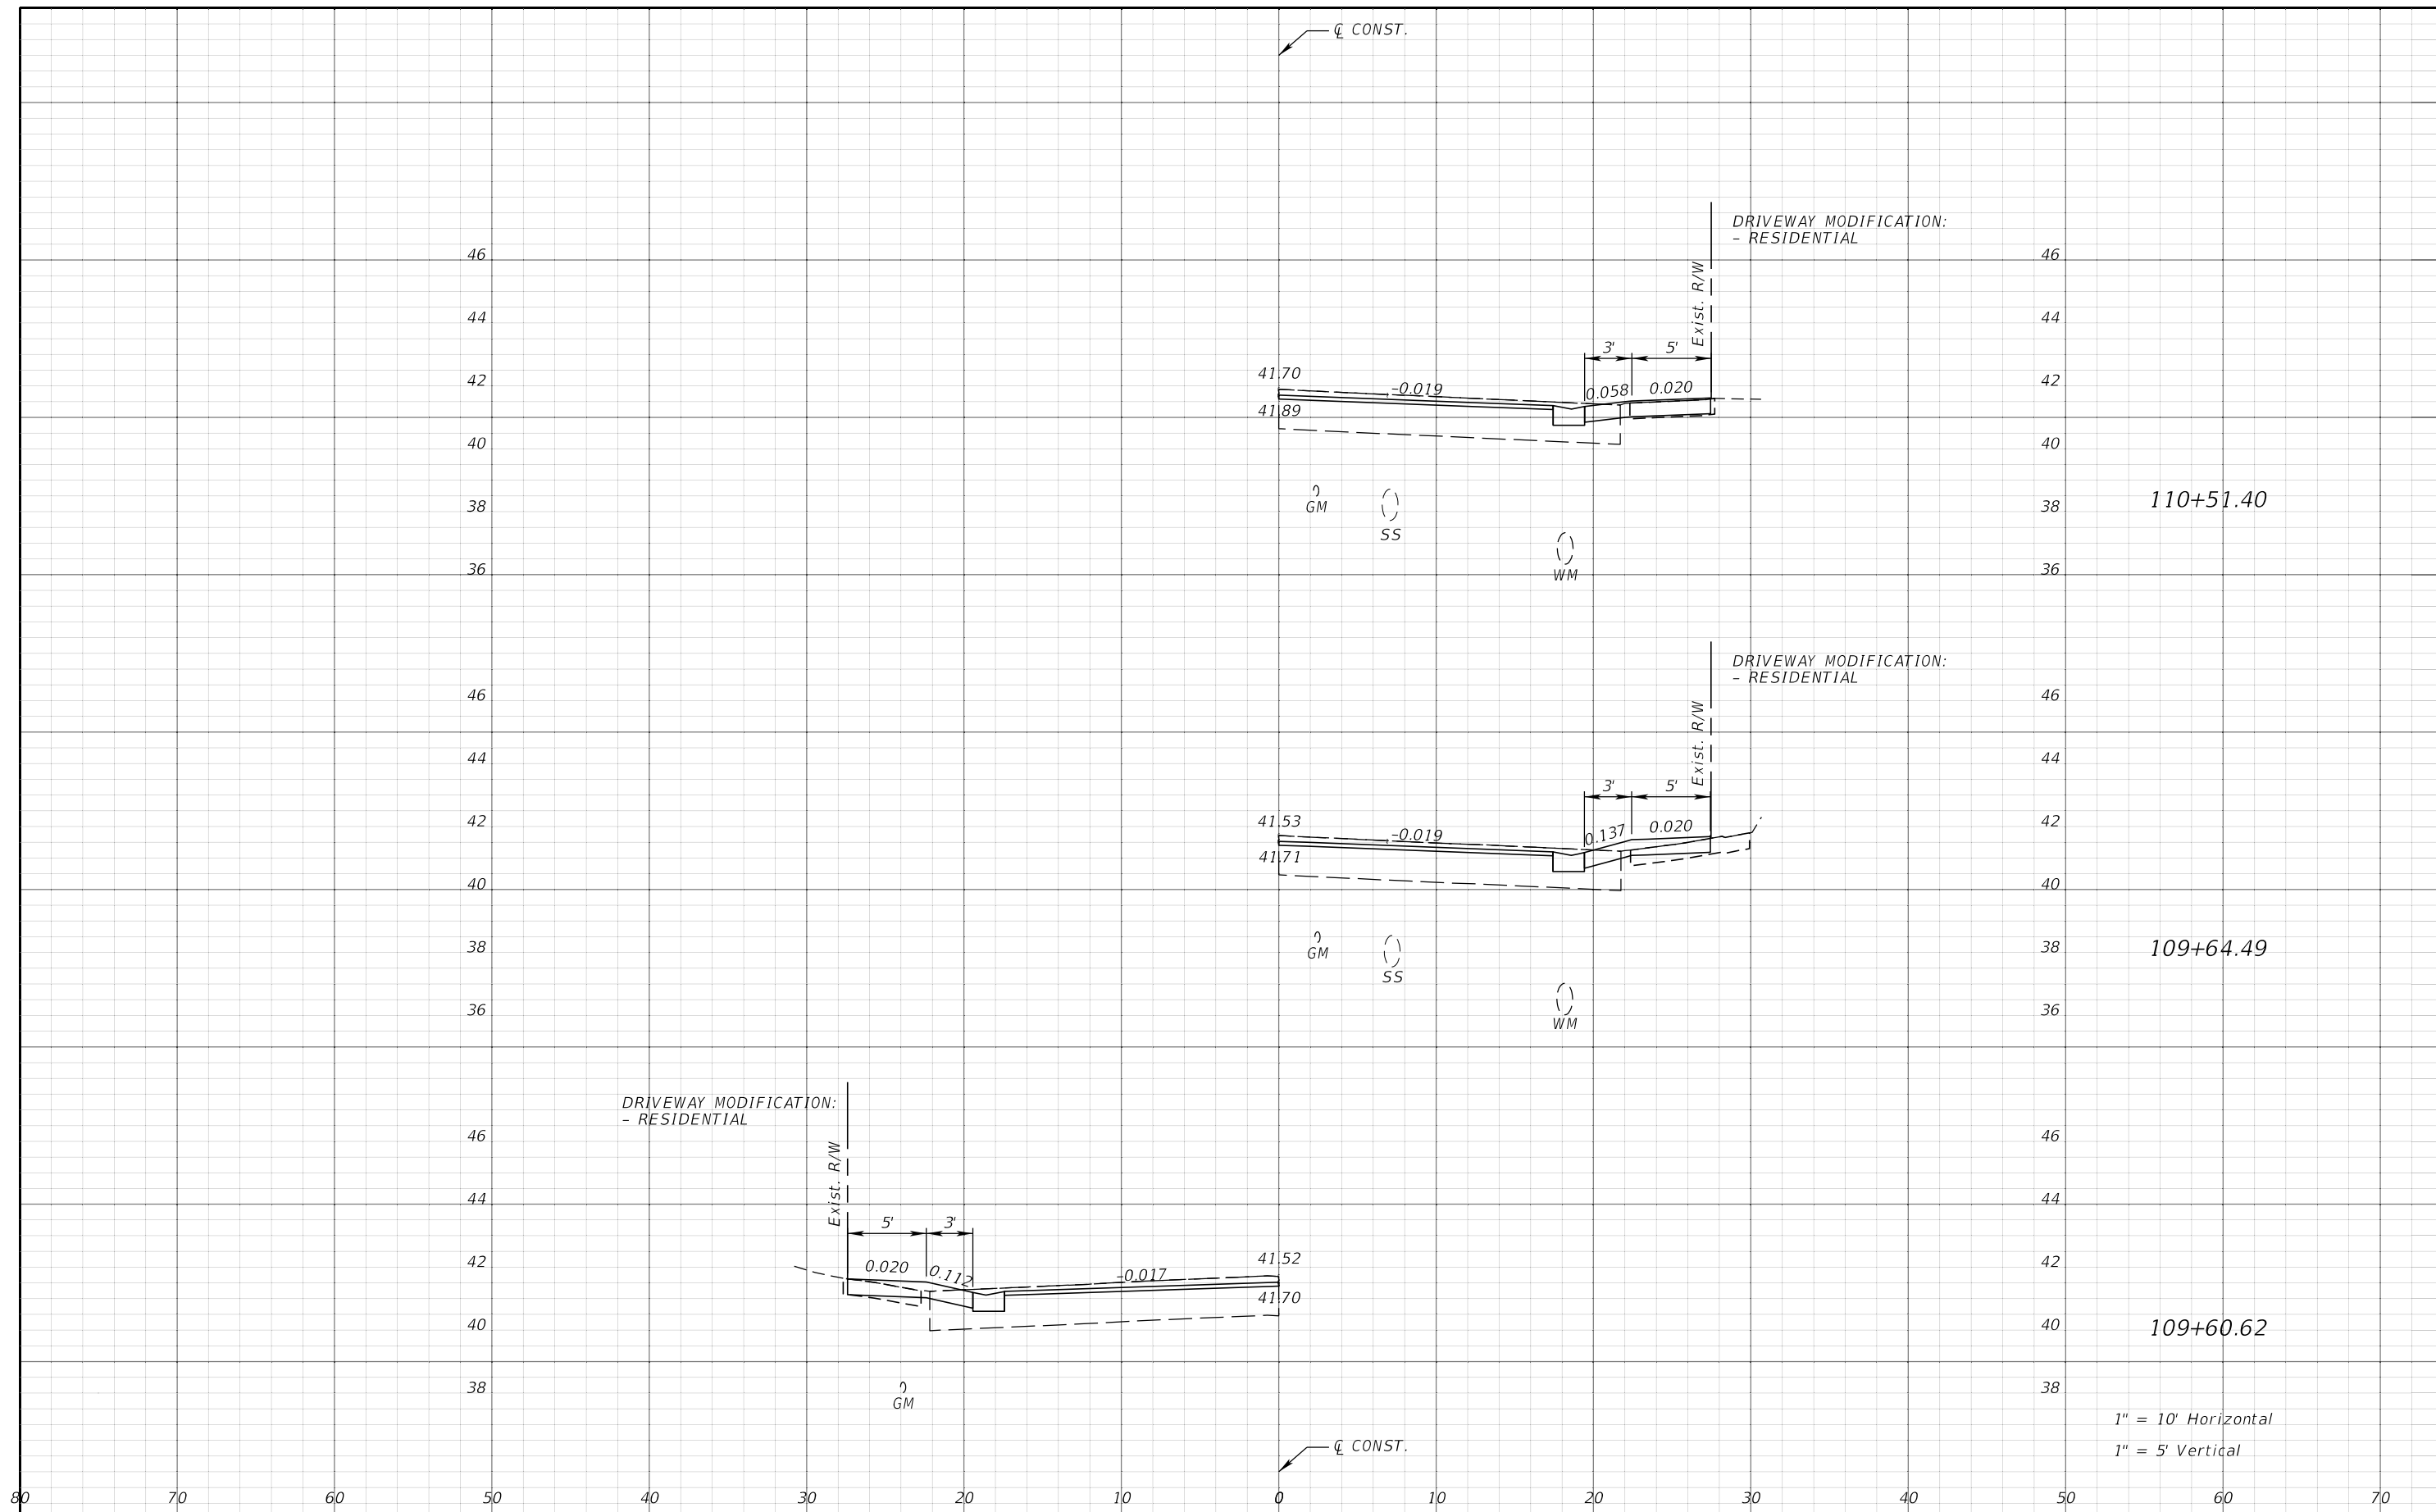 ℄ CONST.
DRIVEWAY MODIFICATION:
– RESIDENTIAL
46
46
Exist. R/W
44
44
3'
5'
41.70
42
–0.019
0.058
0.020
42
41.89
40
40
GM
38
SS
38
110+51.40
WM
36
36
DRIVEWAY MODIFICATION:
– RESIDENTIAL
46
46
Exist. R/W
44
44
3'
5'
41.53
42
–0.019
0.137
0.020
42
41.71
40
40
GM
38
SS
38
109+64.49
WM
36
36
DRIVEWAY MODIFICATION:
– RESIDENTIAL
46
46
Exist. R/W
44
44
5'
3'
41.52
42
0.020
0.112
–0.017
42
41.70
40
40
109+60.62
38
38
GM
1" = 10' Horizontal
℄ CONST.
1" = 5' Vertical
80 70 60 50 40 30 20 10 0 10 20 30 40 50 60 70